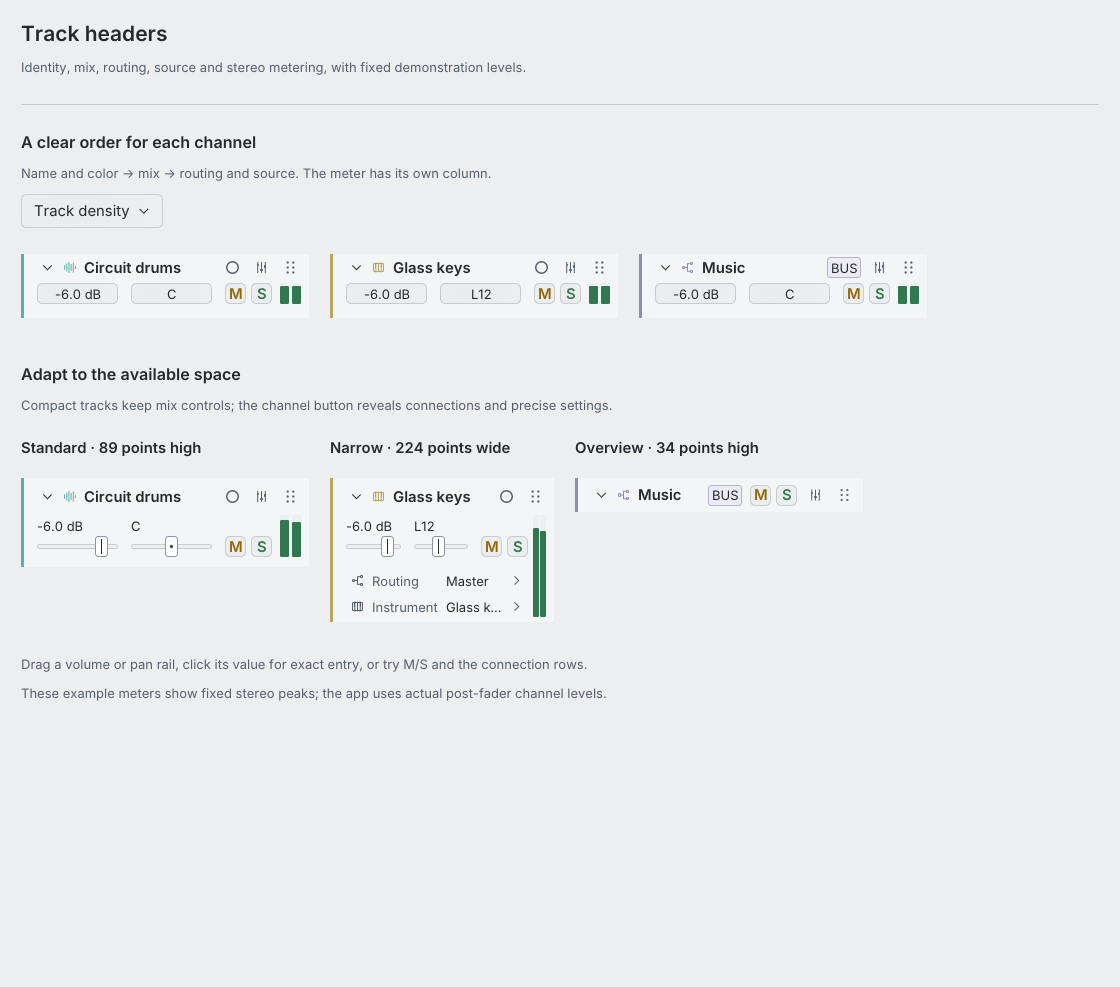 Track headers
Identity, mix, routing, source and stereo metering, with fixed demonstration levels.
A clear order for each channel
Name and color → mix → routing and source. The meter has its own column.
Track density
Circuit drums
-6.0 dB C M S
Glass keys
-6.0 dB L12 M S
Music BUS
-6.0 dB C M S
Adapt to the available space
Compact tracks keep mix controls; the channel button reveals connections and precise settings.
Standard · 89 points high
Circuit drums
-6.0 dB C
M S
Narrow · 224 points wide
Glass keys
-6.0 dB L12
M S
Routing Master
Instrument Glass k...
Overview · 34 points high
Music BUS M S
Drag a volume or pan rail, click its value for exact entry, or try M/S and the connection rows.
These example meters show fixed stereo peaks; the app uses actual post-fader channel levels.